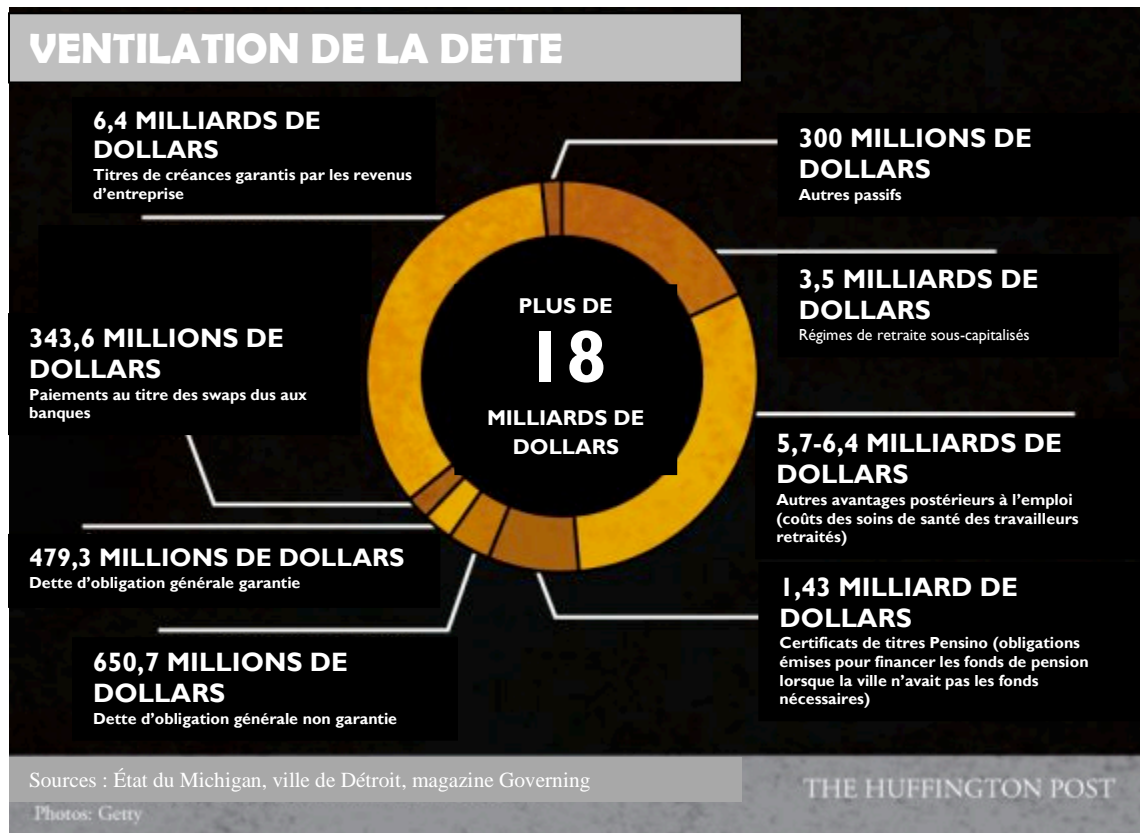 VENTILATION DE LA DETTE
6,4 MILLIARDS DE
DOLLARS
Titres de créances garantis par les revenus
d'entreprise
343,6 MILLIONS DE
DOLLARS
Paiements au titre des swaps dus aux
banques
479,3 MILLIONS DE DOLLARS
Dette d'obligation générale garantie
650,7 MILLIONS DE
DOLLARS
Dette d'obligation générale non garantie
PLUS DE
18
MILLIARDS DE
DOLLARS
300 MILLIONS DE
DOLLARS
Autres passifs
3,5 MILLIARDS DE
DOLLARS
Régimes de retraite sous-capitalisés
5,7-6,4 MILLIARDS DE
DOLLARS
Autres avantages postérieurs à l'emploi
(coûts des soins de santé des travailleurs
retraités)
1,43 MILLIARD DE
DOLLARS
Certificats de titres Pensino (obligations
émises pour financer les fonds de pension
lorsque la ville n'avait pas les fonds
nécessaires)
Sources : État du Michigan, ville de Détroit, magazine Governing
THE HUFFINGTON POST
Photos: Getty